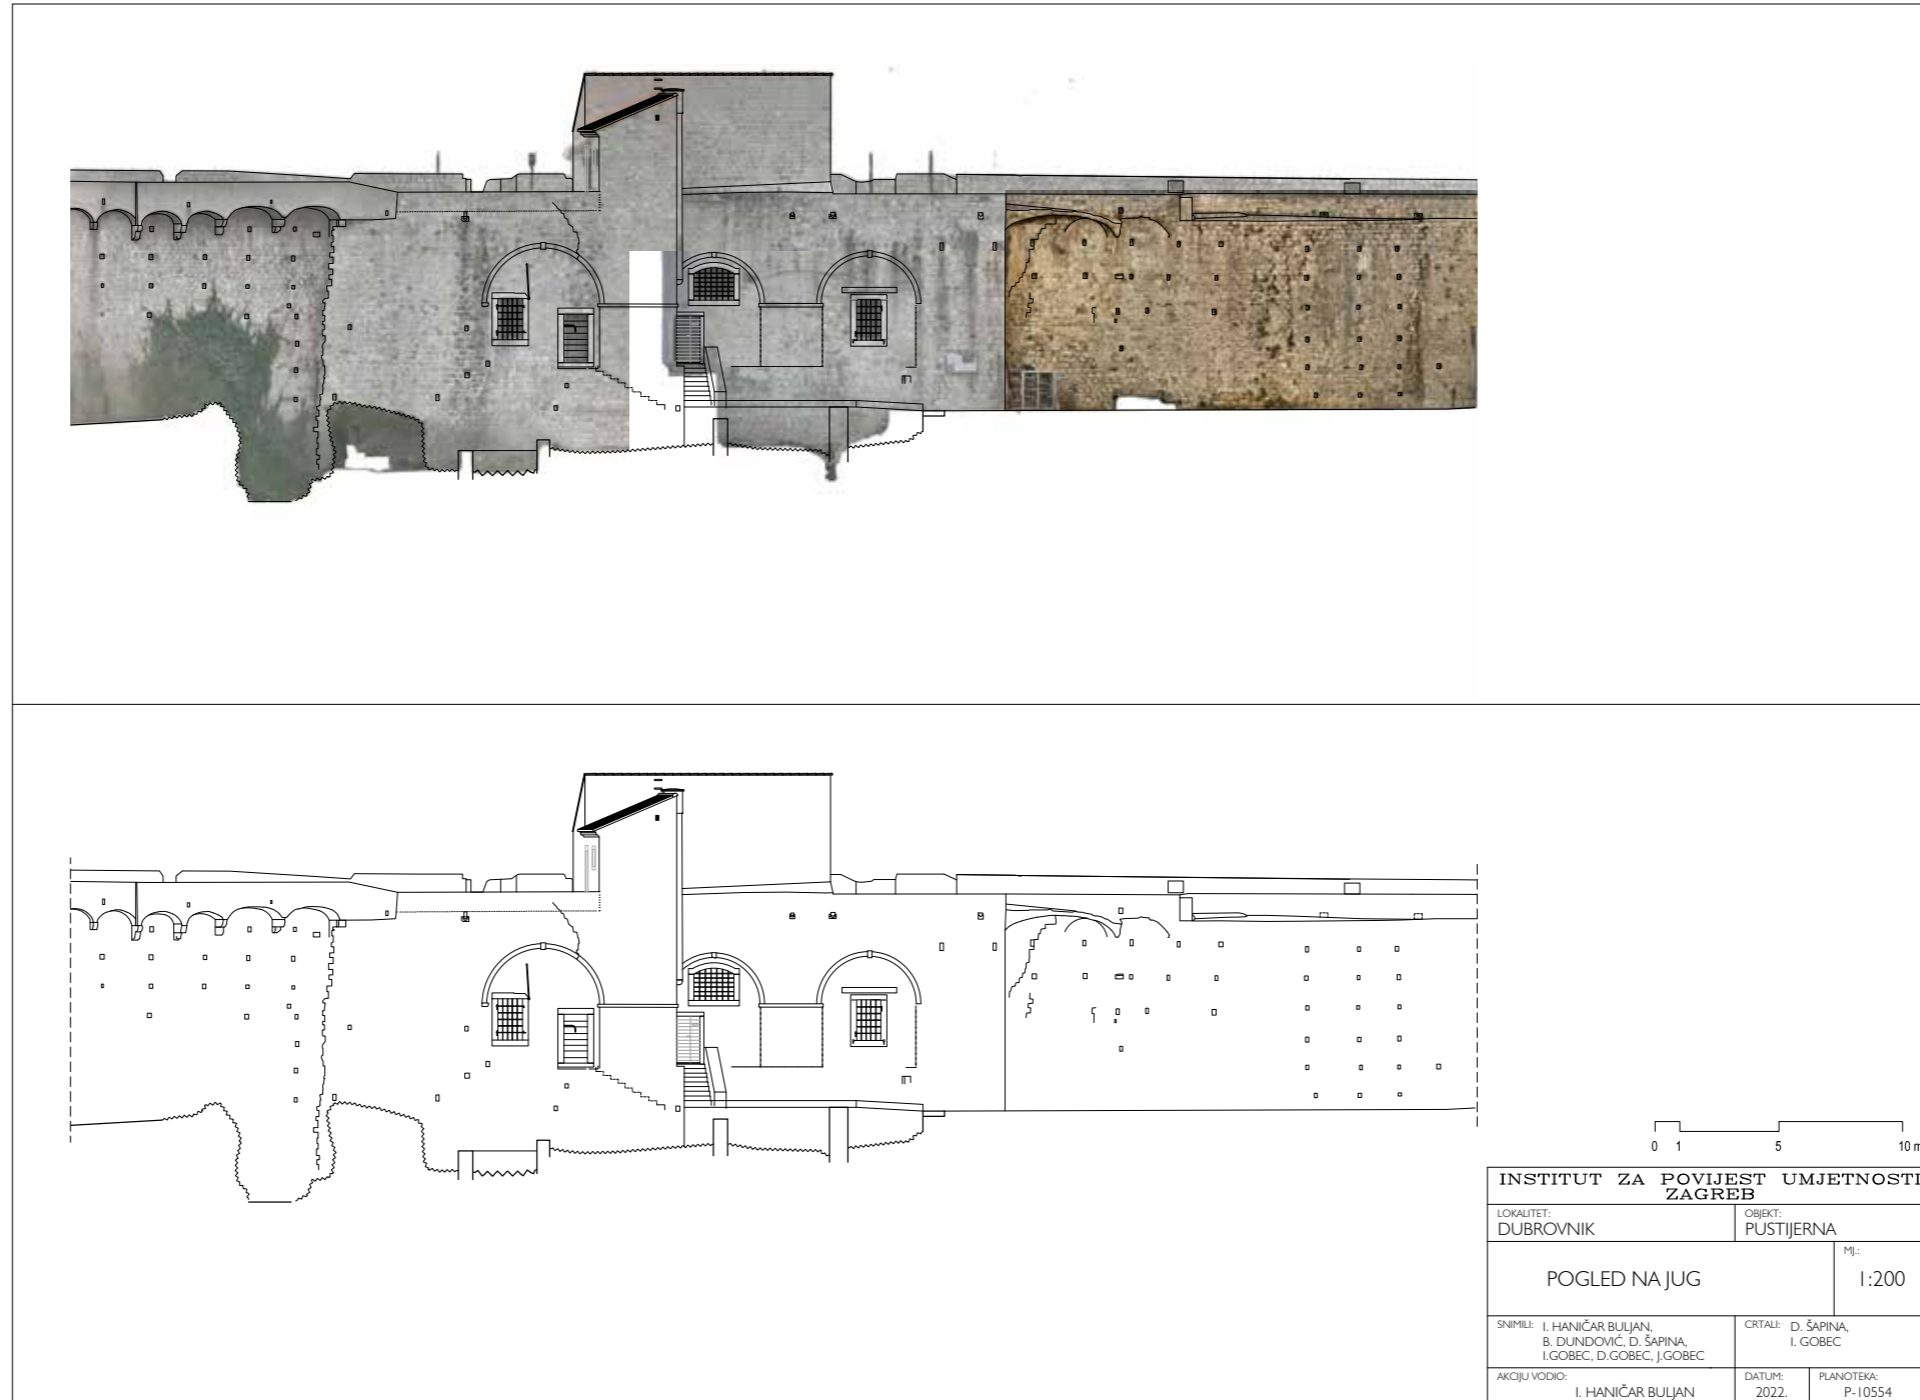 0 1 5 10 m
INSTITUT ZA POVIJEST UMJETNOSTI
ZAGREB
LOKALITET:
DUBROVNIK
OBJEKT:
PUSTIJERNA
POGLED NA JUG
MJ.:
1:200
SNIMILI: I. HANIČAR BULJAN,
B. DUNDOVIĆ, D. ŠAPINA,
I.GOBEC, D.GOBEC, J.GOBEC
CRTALI: D. ŠAPINA,
I. GOBEC
AKCIJU VODIO:
I. HANIČAR BULJAN
DATUM:
2022.
PLANOTEKA:
P-10554